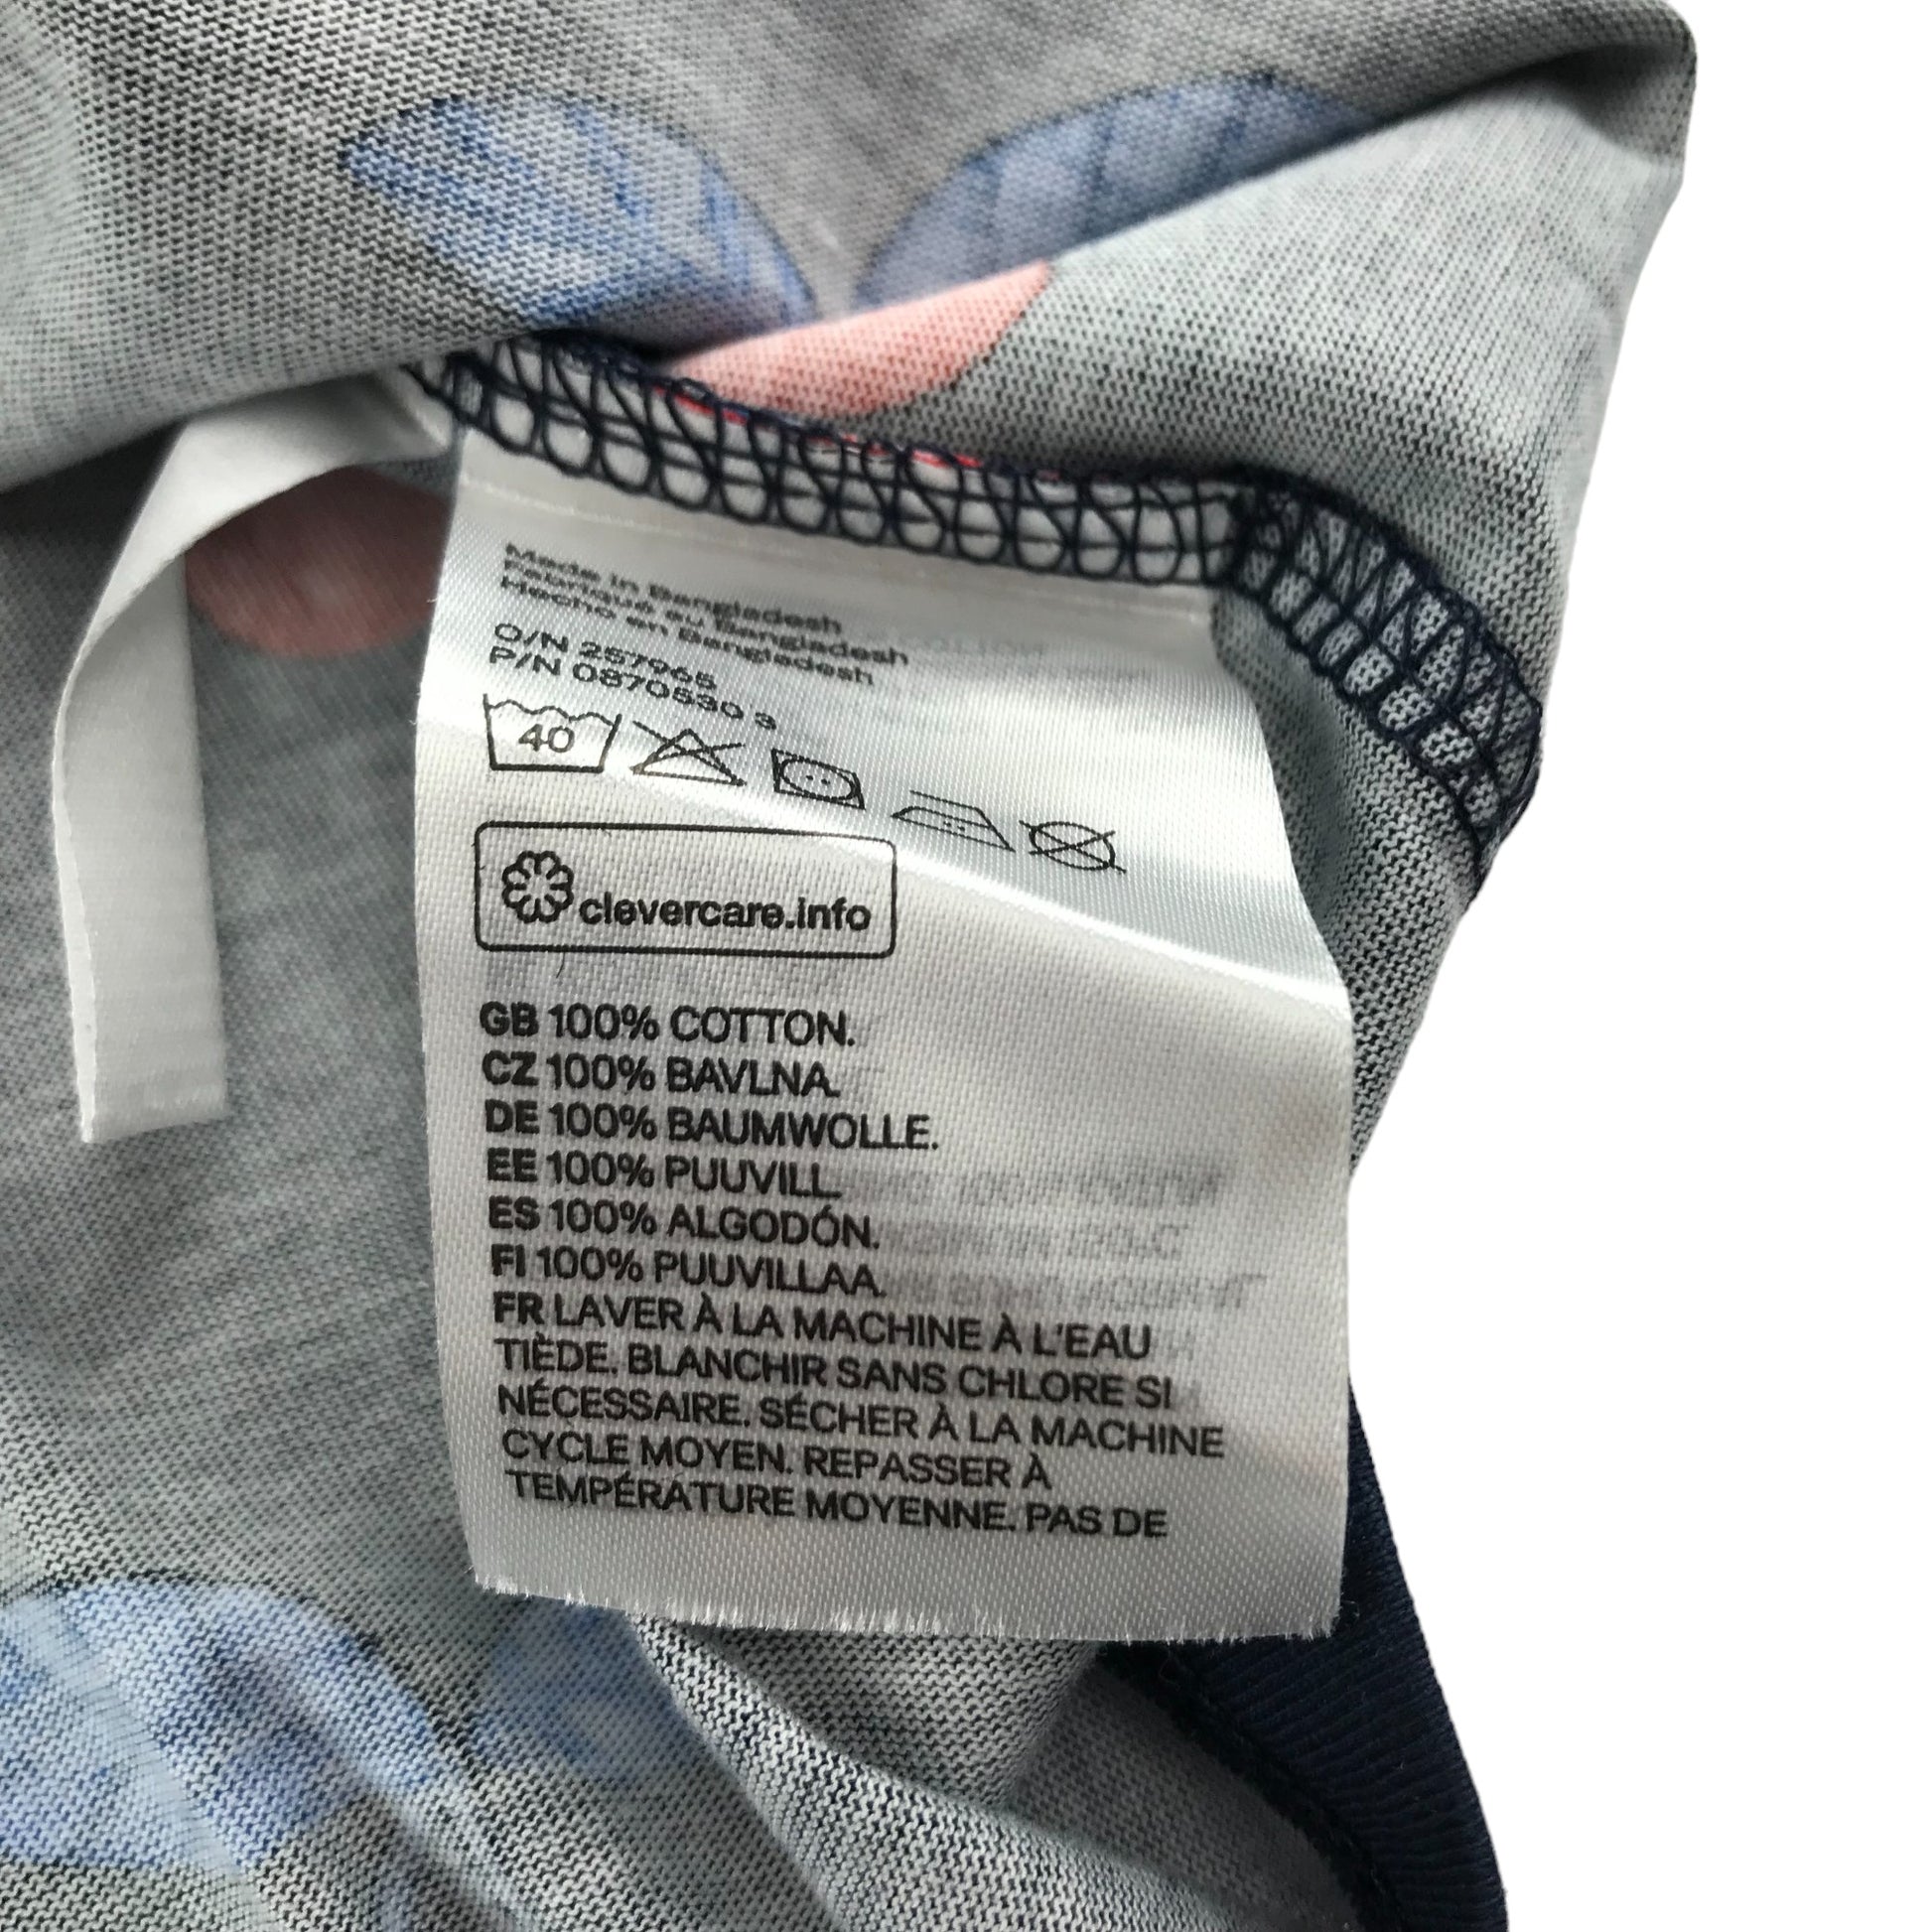 Made in Bangladesh
Fabriqué au Bangladesh
Hecho en Bangladesh
O/N 257965
P/N 0870530 3
40
clevercare.info
GB 100% COTTON.
CZ 100% BAVLNA.
DE 100% BAUMWOLLE.
EE 100% PUUVILL.
ES 100% ALGODÓN.
FI 100% PUUVILLAA.
FR LAVER À LA MACHINE À L'EAU
TIÈDE. BLANCHIR SANS CHLORE SI
NÉCESSAIRE. SÉCHER À LA MACHINE
CYCLE MOYEN. REPASSER À
TEMPÉRATURE MOYENNE. PAS DE